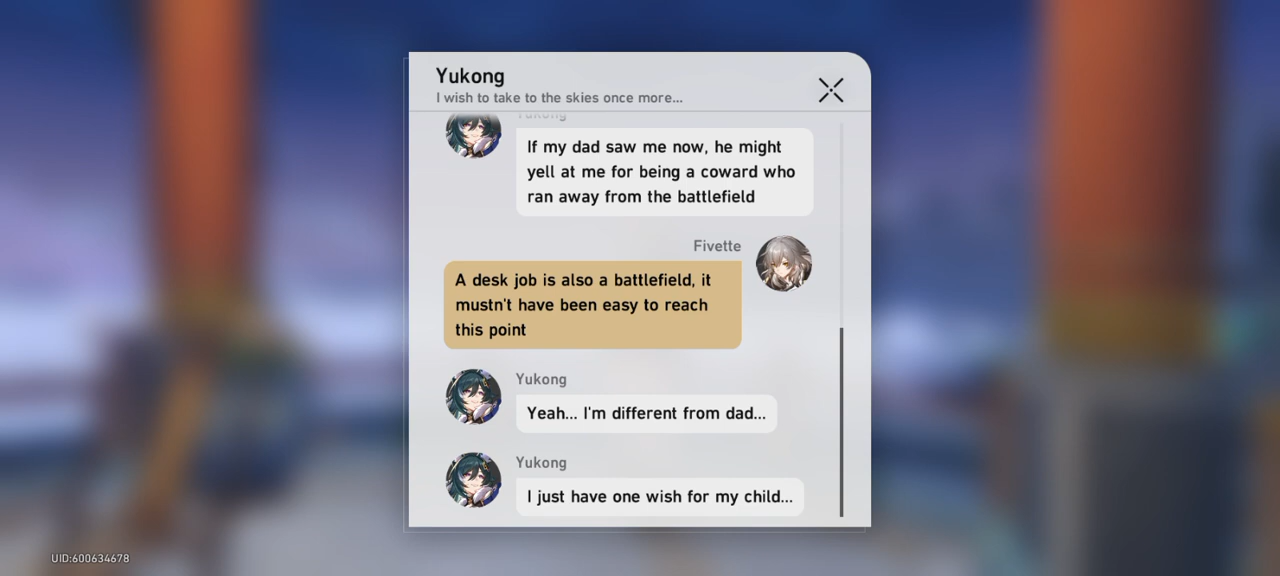 Yukong
I wish to take to the skies once more...
Yukong
If my dad saw me now, he might
yell at me for being a coward who
ran away from the battlefield
Fivette
A desk job is also a battlefield, it
mustn't have been easy to reach
this point
Yukong
Yeah... I'm different from dad...
Yukong
I just have one wish for my child...
UID:600634678